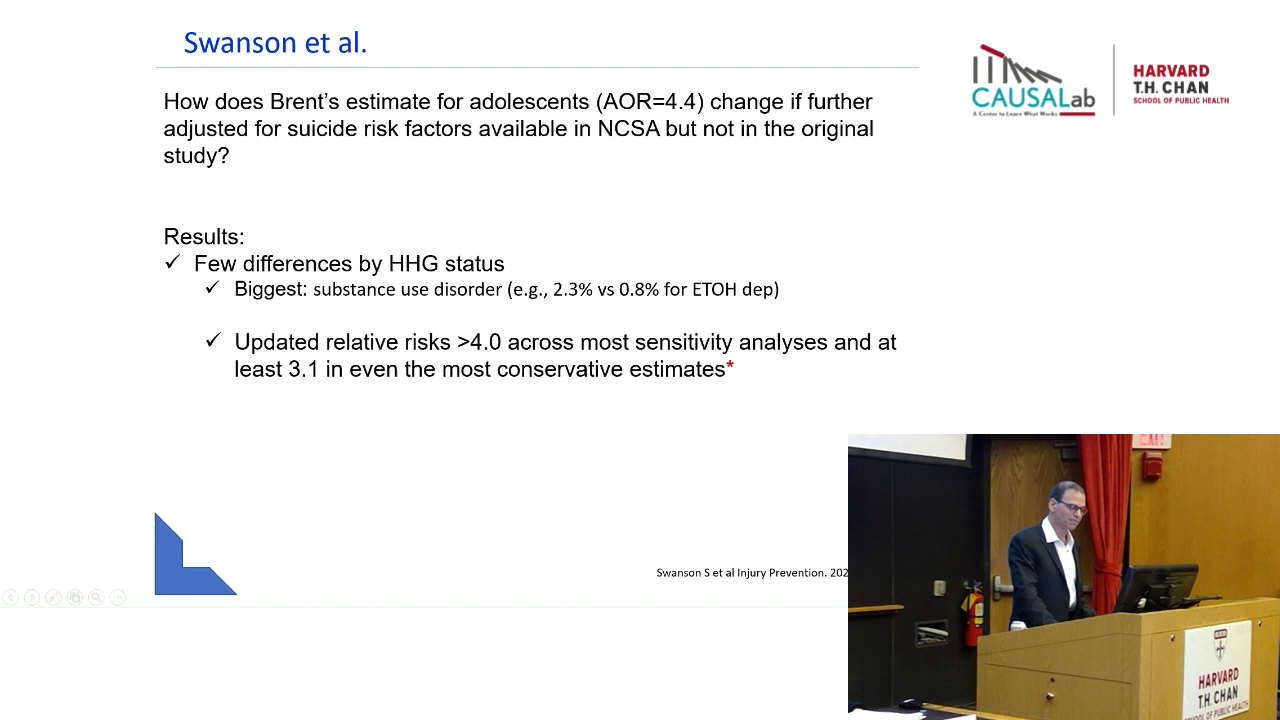 Swanson et al.
How does Brent’s estimate for adolescents (AOR=4.4) change if further
adjusted for suicide risk factors available in NCSA but not in the original
study?
Results:
✓ Few differences by HHG status
✓ Biggest: substance use disorder (e.g., 2.3% vs 0.8% for ETOH dep)
✓ Updated relative risks >4.0 across most sensitivity analyses and at
least 3.1 in even the most conservative estimates*
Swanson S et al Injury Prevention. 202
CAUSALab
A Center to Learn What Works
HARVARD
T.H. CHAN
SCHOOL OF PUBLIC HEALTH
EXIT
HARVARD
T.H. CHAN
SCHOOL OF PUBLIC HEALTH